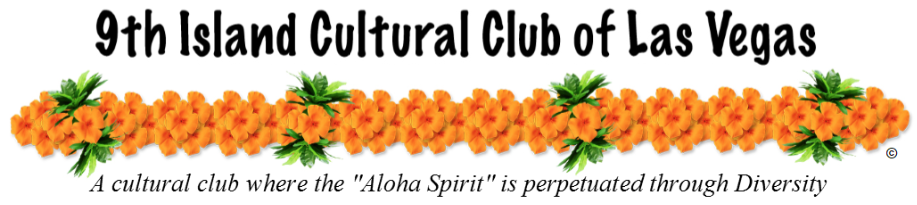 9th Island Cultural Club of Las Vegas
©
A cultural club where the "Aloha Spirit" is perpetuated through Diversity